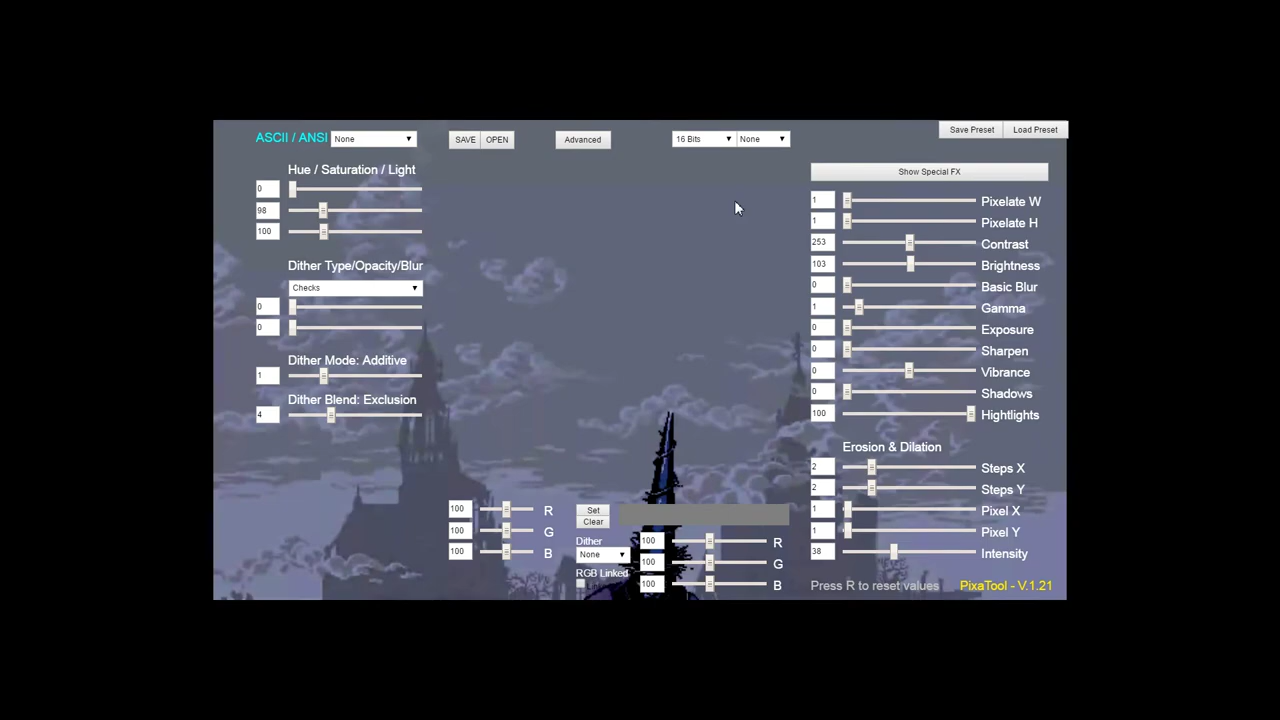 ASCII / ANSI None SAVE OPEN Advanced 16 Bits None Save Preset Load Preset
Hue / Saturation / Light
0
98
100
Dither Type/Opacity/Blur
Checks
0
0
Dither Mode: Additive
1
Dither Blend: Exclusion
4
100 R
100 G
100 B
Set
Clear
Dither
None
RGB Linked
100 R
100 G
100 B
Show Special FX
1 Pixelate W
1 Pixelate H
253 Contrast
103 Brightness
0 Basic Blur
1 Gamma
0 Exposure
0 Sharpen
0 Vibrance
0 Shadows
100 Hightlights
Erosion & Dilation
2 Steps X
2 Steps Y
1 Pixel X
1 Pixel Y
38 Intensity
Press R to reset values PixaTool - V.1.21